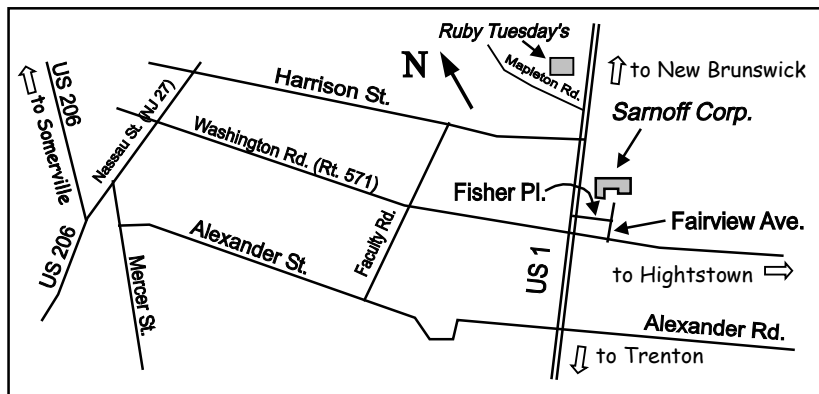 Ruby Tuesday's
US 206
to Somerville
Nassau St. (NJ 27)
Harrison St.
N
Mapleton Rd.
to New Brunswick
Sarnoff Corp.
Washington Rd. (Rt. 571)
Fisher Pl.
Fairview Ave.
US 206
Mercer St.
Alexander St.
Faculty Rd.
US 1
to Hightstown
Alexander Rd.
to Trenton